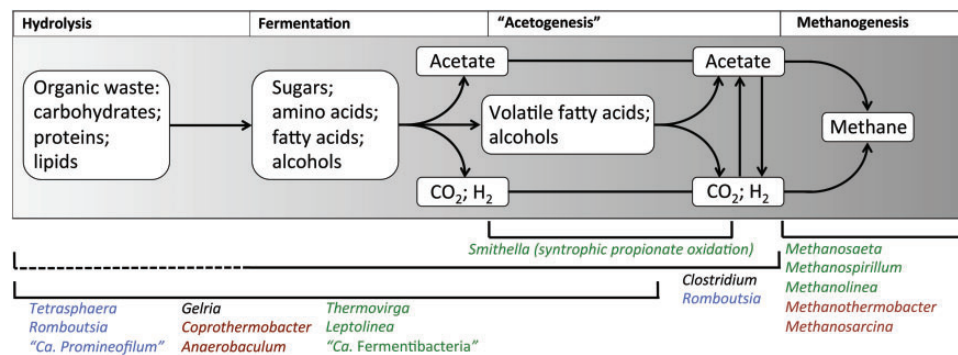 Hydrolysis
Fermentation
“Acetogenesis”
Methanogenesis
Organic waste:
carbohydrates;
proteins;
lipids
Sugars;
amino acids;
fatty acids;
alcohols
Acetate
Volatile fatty acids;
alcohols
CO₂; H₂
Acetate
CO₂; H₂
Methane
Smithella (syntrophic propionate oxidation)
Methanosaeta
Methanospirillum
Methanolinea
Methanothermobacter
Methanosarcina
Clostridium
Romboutsia
Tetrasphaera
Romboutsia
“Ca. Promineofilum”
Gelria
Coprothermobacter
Anaerobaculum
Thermovirga
Leptolinea
“Ca. Fermentibacteria”